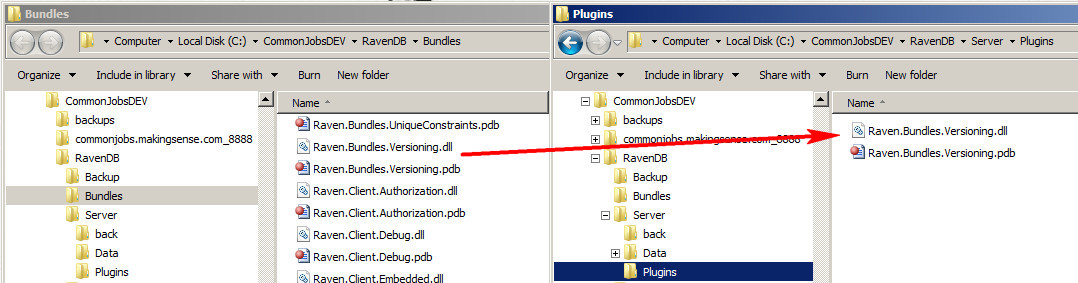 Bundles
Computer Local Disk (C:) CommonJobsDEV RavenDB Bundles
Organize Include in library Share with Burn New folder
CommonJobsDEV
backups
commonjobs.makingsense.com_8888
RavenDB
Backup
Bundles
Server
back
Data
Plugins
Name
Raven.Bundles.UniqueConstraints.pdb
Raven.Bundles.Versioning.dll
Raven.Bundles.Versioning.pdb
Raven.Client.Authorization.dll
Raven.Client.Authorization.pdb
Raven.Client.Debug.dll
Raven.Client.Debug.pdb
Raven.Client.Embedded.dll
Plugins
Computer Local Disk (C:) CommonJobsDEV RavenDB Server Plugins
Organize Include in library Share with Burn New folder
CommonJobsDEV
backups
commonjobs.makingsense.com_8888
RavenDB
Backup
Bundles
Server
back
Data
Plugins
Name
Raven.Bundles.Versioning.dll
Raven.Bundles.Versioning.pdb